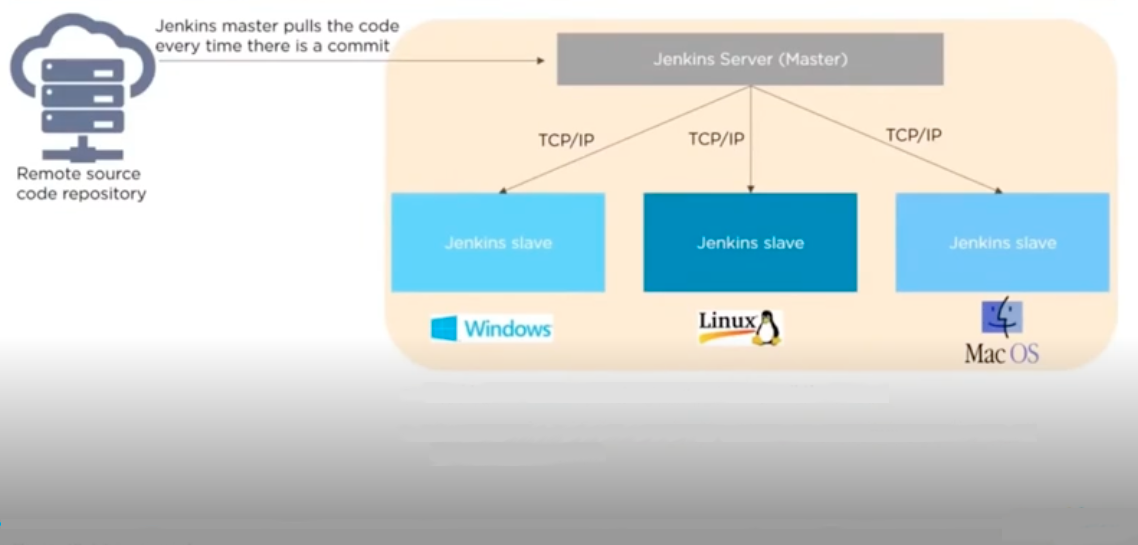 Jenkins master pulls the code
every time there is a commit
Jenkins Server (Master)
TCP/IP
TCP/IP
TCP/IP
Remote source
code repository
Jenkins slave
Jenkins slave
Jenkins slave
Windows
Linux
Mac OS